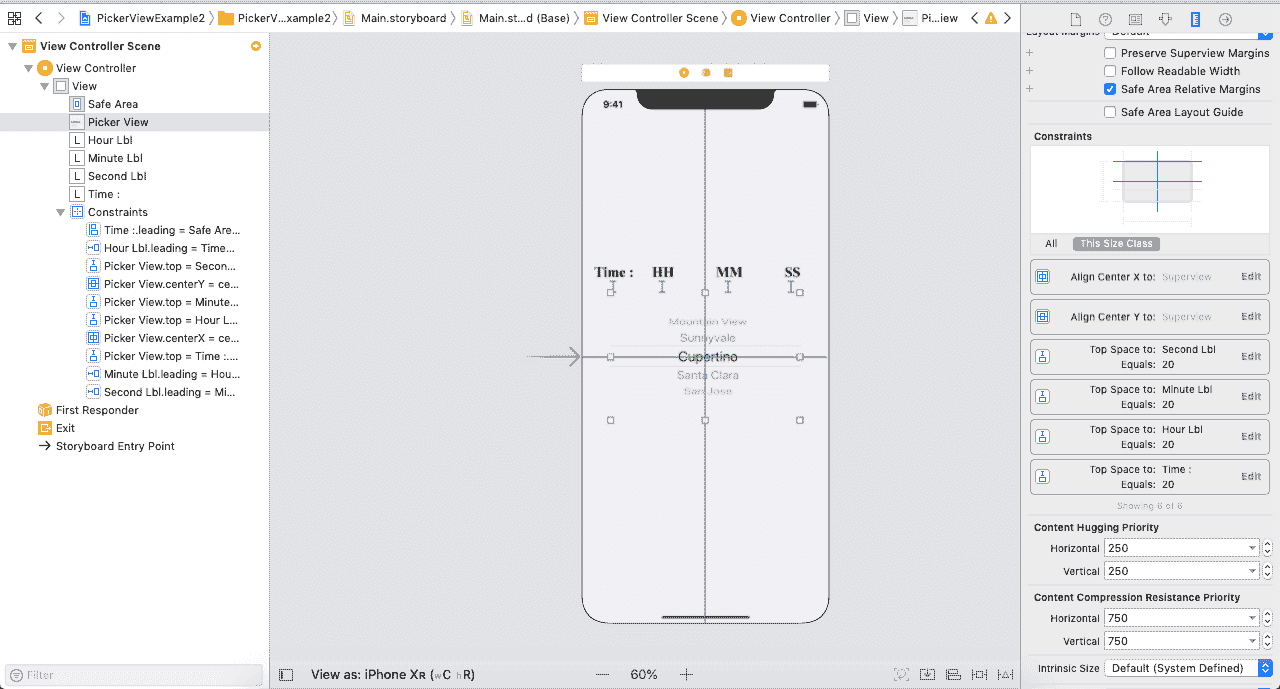 PickerViewExample2 PickerV...xample2 Main.storyboard Main.st...d (Base) View Controller Scene View Controller View Pi...iew
View Controller Scene
View Controller
View
Safe Area
Picker View
L Hour Lbl
L Minute Lbl
L Second Lbl
L Time :
Constraints
Time :.leading = Safe Are...
Hour Lbl.leading = Time...
Picker View.top = Secon...
Picker View.centerY = ce...
Picker View.top = Minute...
Picker View.top = Hour L...
Picker View.centerX = ce...
Picker View.top = Time :....
Minute Lbl.leading = Hou...
Second Lbl.leading = Mi...
First Responder
Exit
Storyboard Entry Point
Filter
9:41
Time : HH MM SS
Mountain View
Sunnyvale
Cupertino
Santa Clara
San Jose
View as: iPhone XR (wC hR)
60%
Layout Margins Default
Preserve Superview Margins
Follow Readable Width
Safe Area Relative Margins
Safe Area Layout Guide
Constraints
All This Size Class
Align Center X to: Superview Edit
Align Center Y to: Superview Edit
Top Space to: Second Lbl
Equals: 20 Edit
Top Space to: Minute Lbl
Equals: 20 Edit
Top Space to: Hour Lbl
Equals: 20 Edit
Top Space to: Time :
Equals: 20 Edit
Showing 6 of 6
Content Hugging Priority
Horizontal 250
Vertical 250
Content Compression Resistance Priority
Horizontal 750
Vertical 750
Intrinsic Size Default (System Defined)